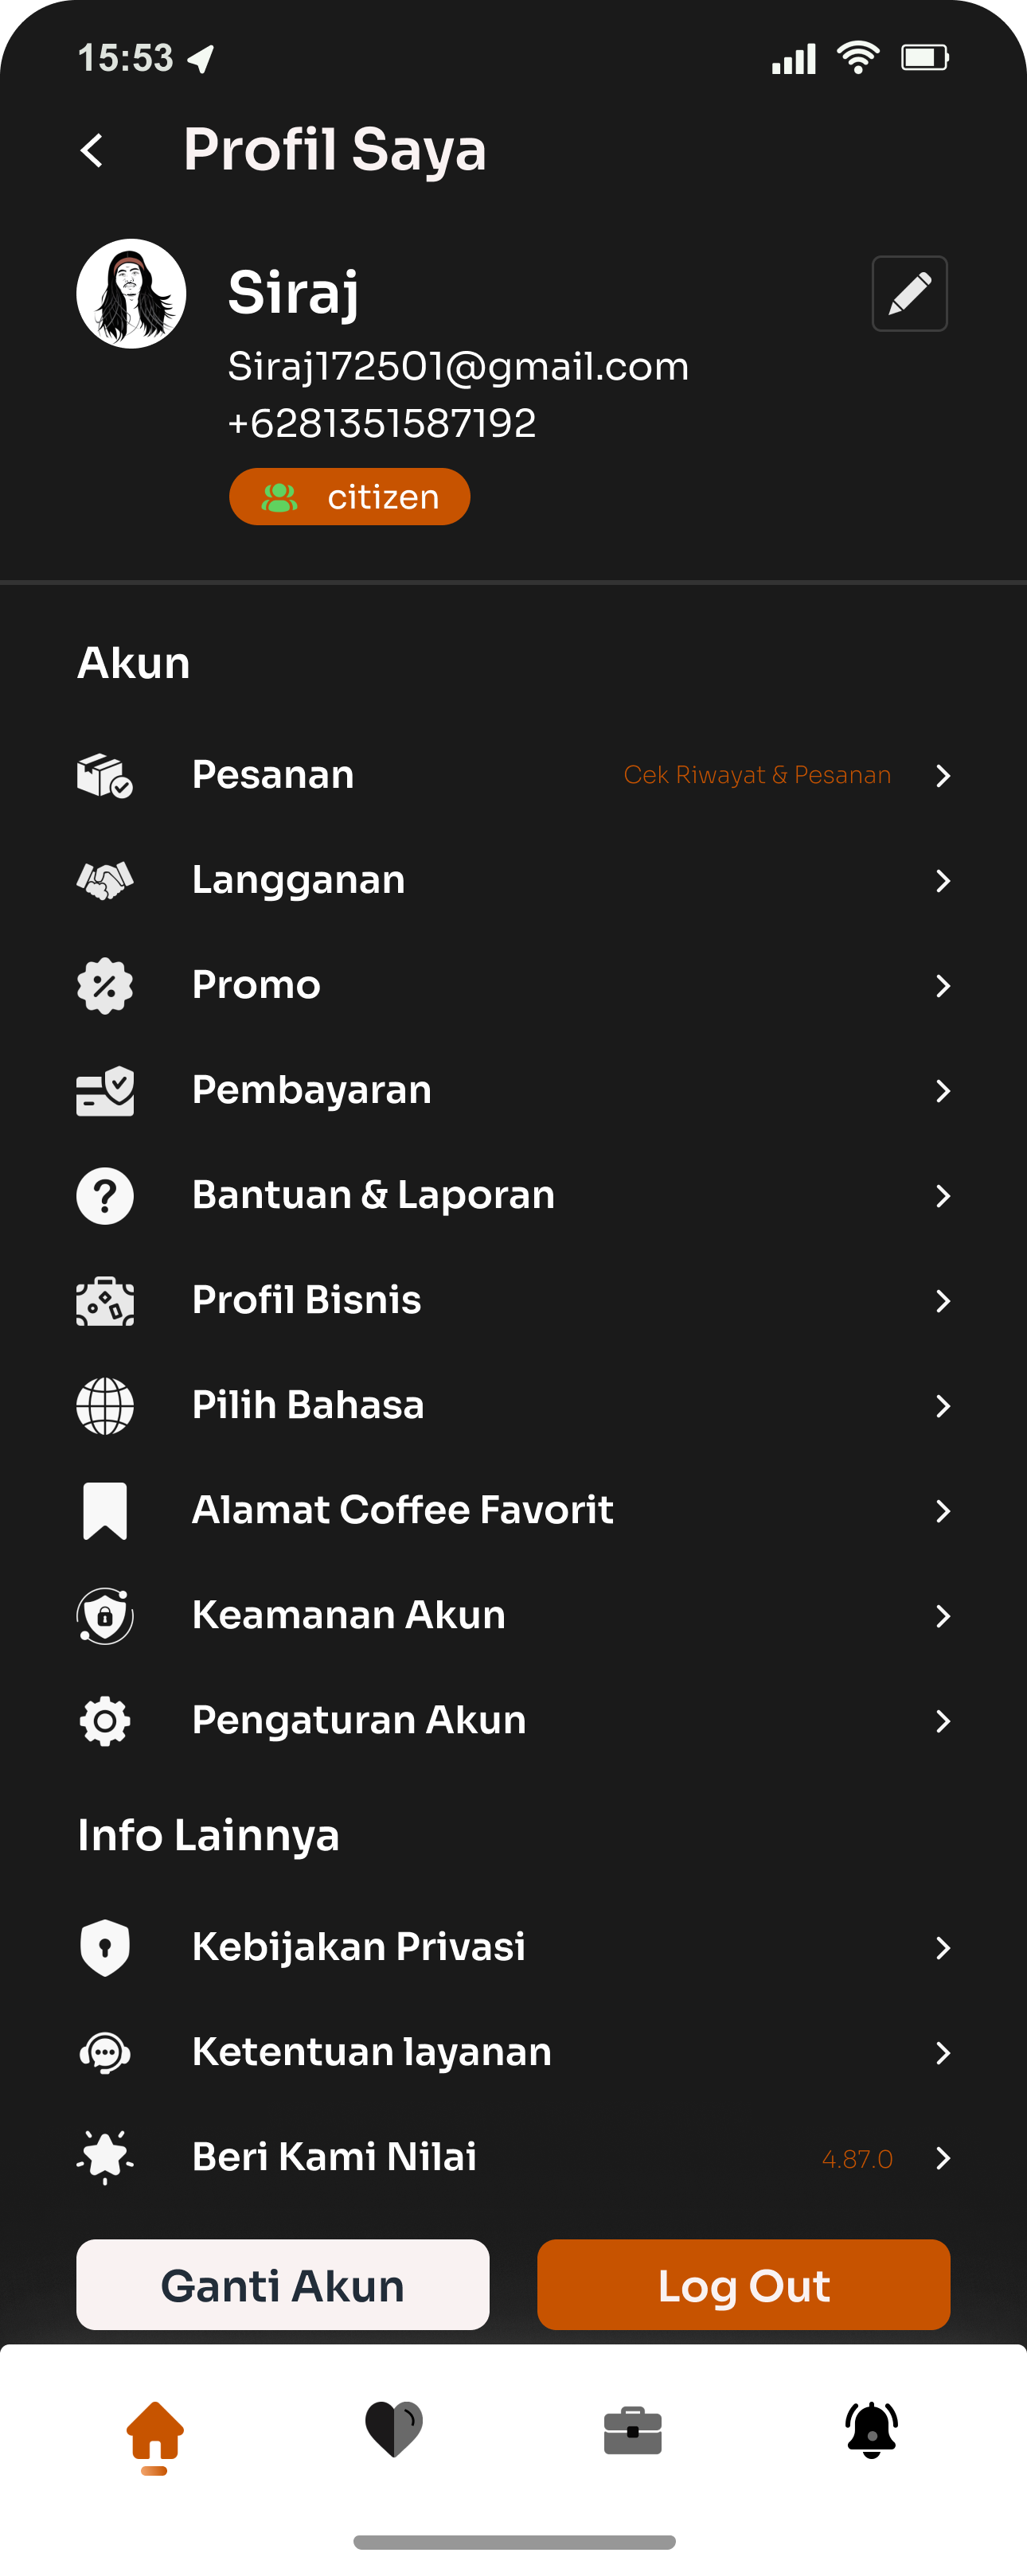 15:53
Profil Saya
Siraj
Siraj172501@gmail.com
+6281351587192
citizen
Akun
Pesanan Cek Riwayat & Pesanan
Langganan
Promo
Pembayaran
Bantuan & Laporan
Profil Bisnis
Pilih Bahasa
Alamat Coffee Favorit
Keamanan Akun
Pengaturan Akun
Info Lainnya
Kebijakan Privasi
Ketentuan layanan
Beri Kami Nilai 4.87.0
Ganti Akun Log Out